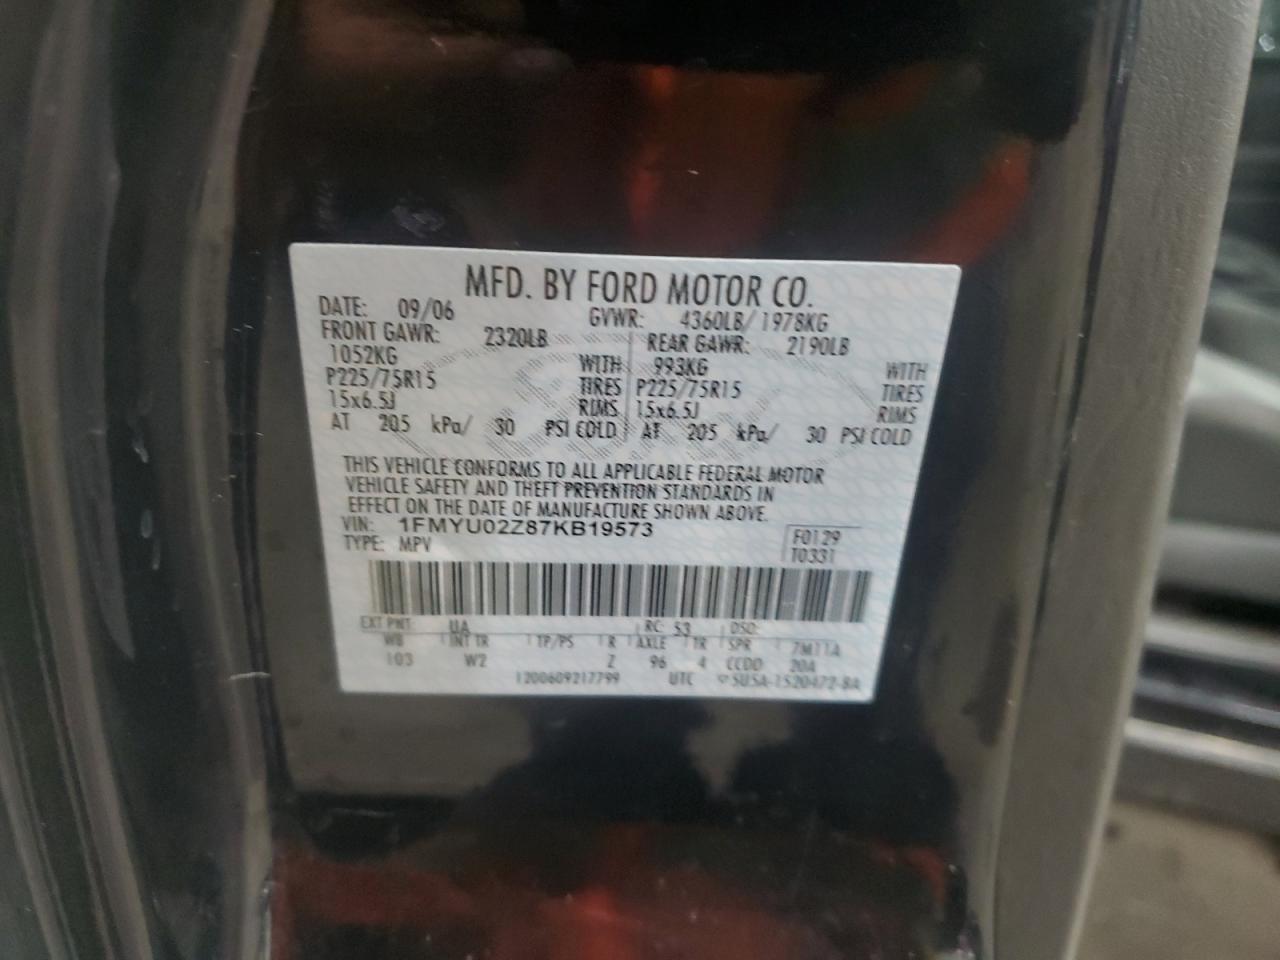 MFD. BY FORD MOTOR CO.
DATE: 09/06 GVWR: 4360LB/ 1978KG
FRONT GAWR: 2320LB REAR GAWR: 2190LB
1052KG WITH 993KG WITH
P225/75R15 TIRES P225/75R15 TIRES
15x6.5J RIMS 15x6.5J RIMS
AT 205 kPa/ 30 PSI COLD AT 205 kPa/ 30 PSI COLD
THIS VEHICLE CONFORMS TO ALL APPLICABLE FEDERAL MOTOR
VEHICLE SAFETY AND THEFT PREVENTION STANDARDS IN
EFFECT ON THE DATE OF MANUFACTURE SHOWN ABOVE.
VIN: 1FMYU02Z87KB19573 F0129
TYPE: MPV T0331
EXT PNT: UA RC: 53 DSO:
WB INT TR TP/PS R AXLE TR SPR 7M11A
103 W2 Z 96 4 CCDD 20A
1200609217799 UTC 5U5A-1520472-BA